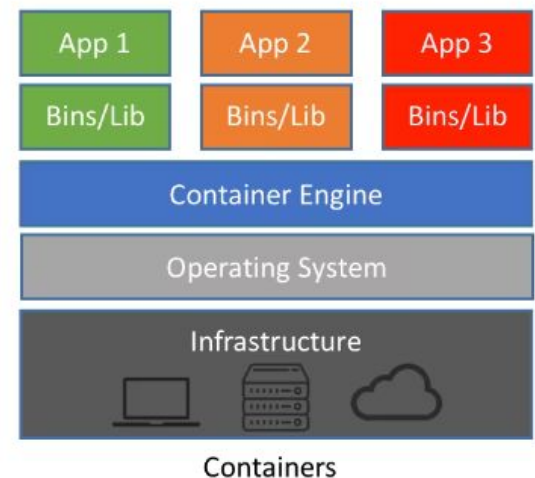 App 1
App 2
App 3
Bins/Lib
Bins/Lib
Bins/Lib
Container Engine
Operating System
Infrastructure
Containers